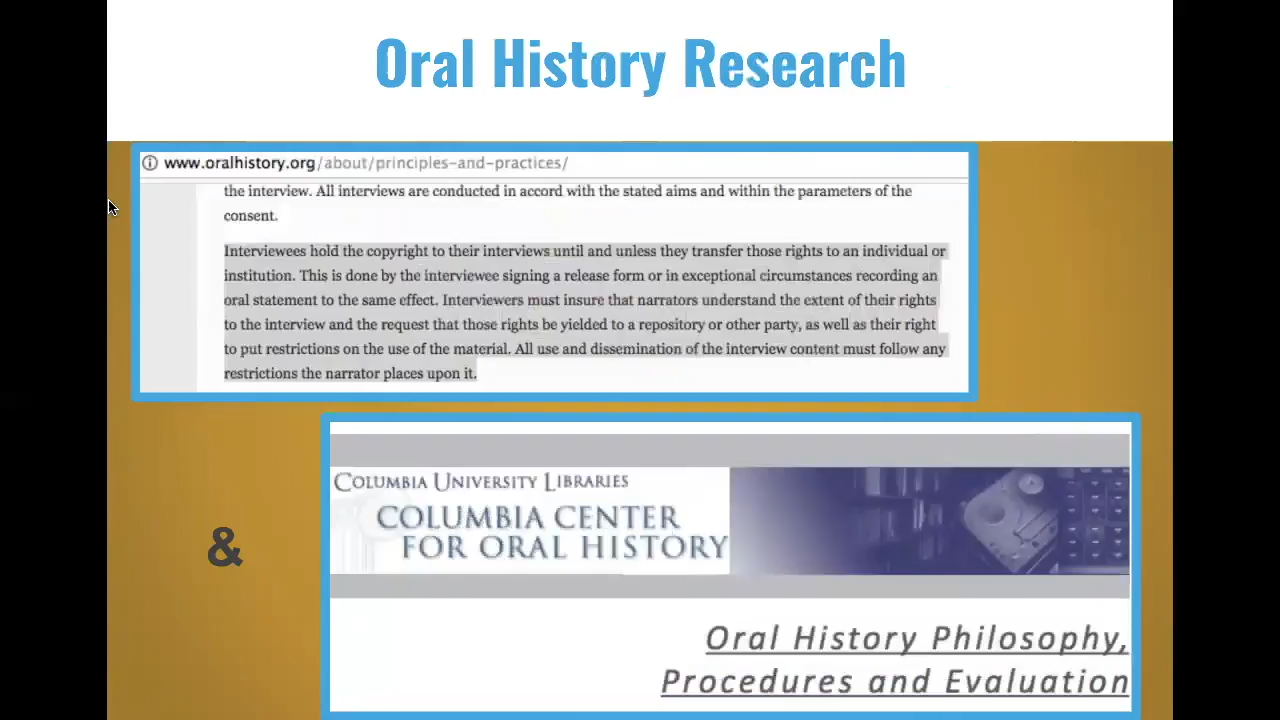 Oral History Research
www.oralhistory.org/about/principles-and-practices/
the interview. All interviews are conducted in accord with the stated aims and within the parameters of the
consent.
Interviewees hold the copyright to their interviews until and unless they transfer those rights to an individual or
institution. This is done by the interviewee signing a release form or in exceptional circumstances recording an
oral statement to the same effect. Interviewers must insure that narrators understand the extent of their rights
to the interview and the request that those rights be yielded to a repository or other party, as well as their right
to put restrictions on the use of the material. All use and dissemination of the interview content must follow any
restrictions the narrator places upon it.
&
COLUMBIA UNIVERSITY LIBRARIES
COLUMBIA CENTER
FOR ORAL HISTORY
Oral History Philosophy,
Procedures and Evaluation